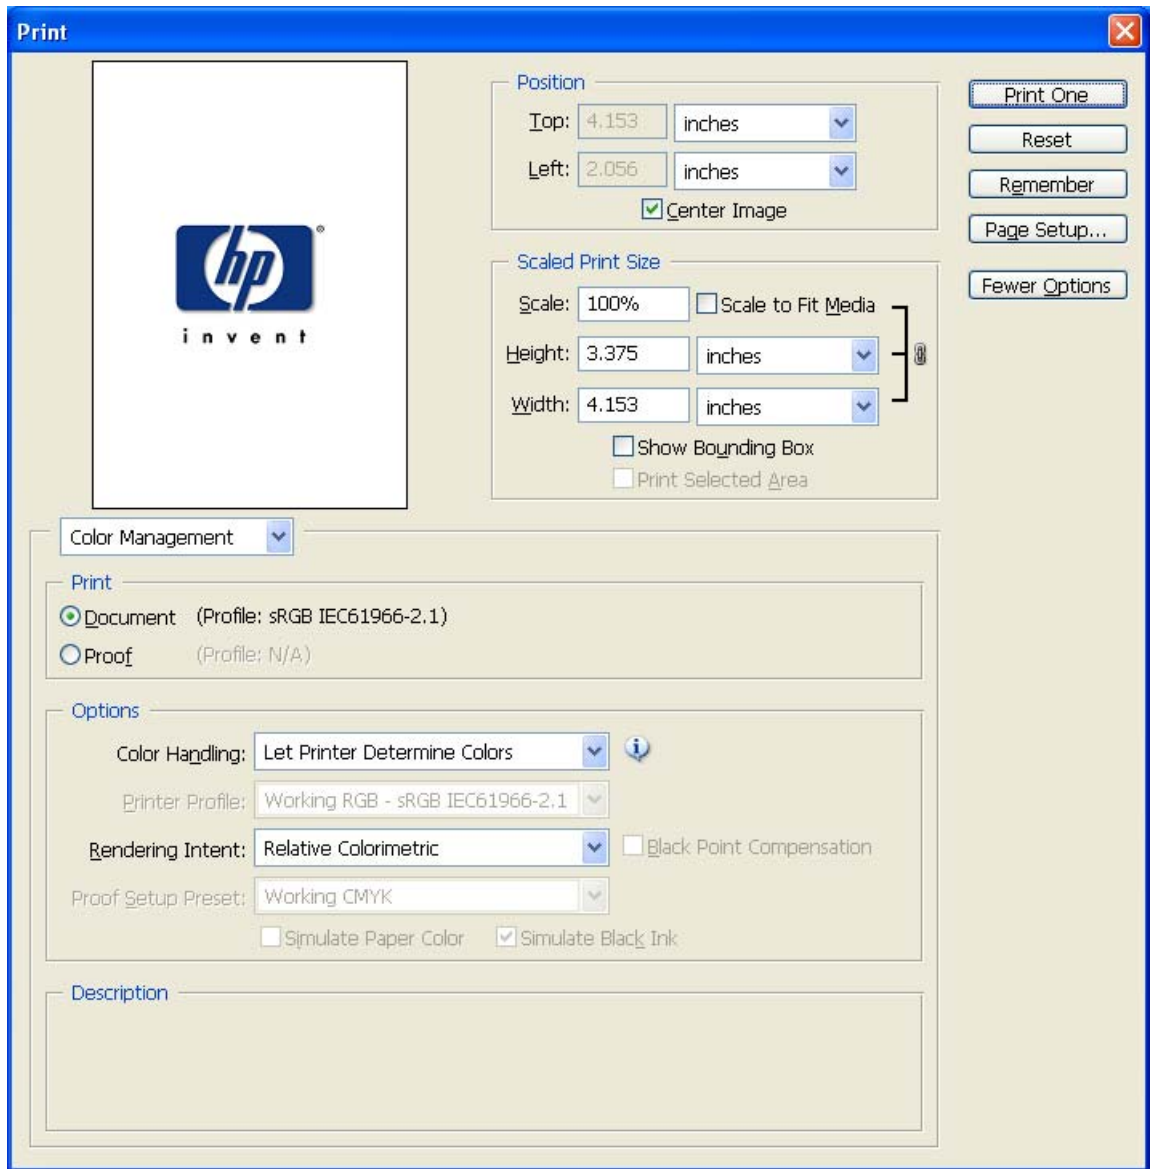 Print
hp
®
invent
Position
Top: 4.153 inches
Left: 2.056 inches
Center Image
Scaled Print Size
Scale: 100% Scale to Fit Media
Height: 3.375 inches
Width: 4.153 inches
Show Bounding Box
Print Selected Area
Print One
Reset
Remember
Page Setup...
Fewer Options
Color Management
Print
Document (Profile: sRGB IEC61966-2.1)
Proof (Profile: N/A)
Options
Color Handling: Let Printer Determine Colors
Printer Profile: Working RGB - sRGB IEC61966-2.1
Rendering Intent: Relative Colorimetric Black Point Compensation
Proof Setup Preset: Working CMYK
Simulate Paper Color Simulate Black Ink
Description